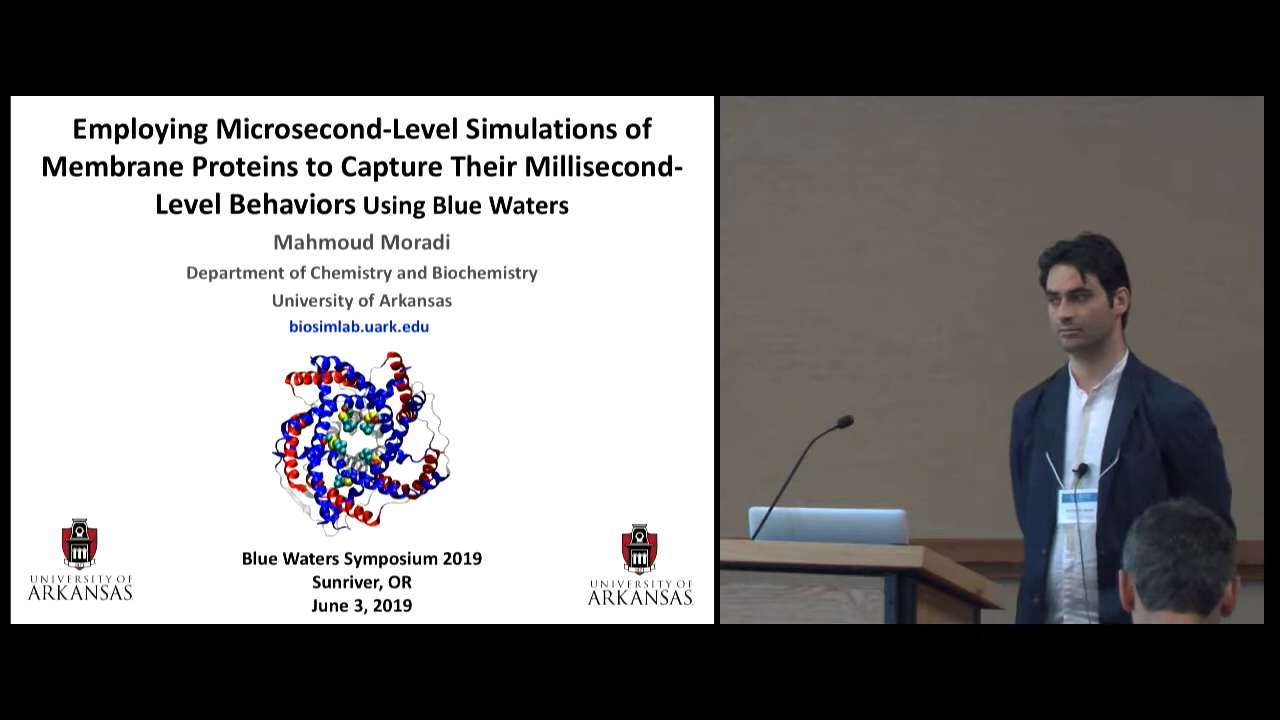 Employing Microsecond-Level Simulations of
Membrane Proteins to Capture Their Millisecond-
Level Behaviors Using Blue Waters
Mahmoud Moradi
Department of Chemistry and Biochemistry
University of Arkansas
biosimlab.uark.edu
UNIVERSITY OF
ARKANSAS
Blue Waters Symposium 2019
Sunriver, OR
June 3, 2019
UNIVERSITY OF
ARKANSAS